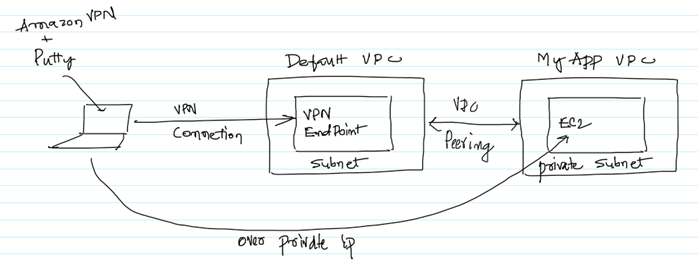 Amazon VPN
+
Putty
Default VPC
My APP VPC
VPN
Connection
VPN
EndPoint
Subnet
VPC
Peering
EC2
private subnet
over private ip